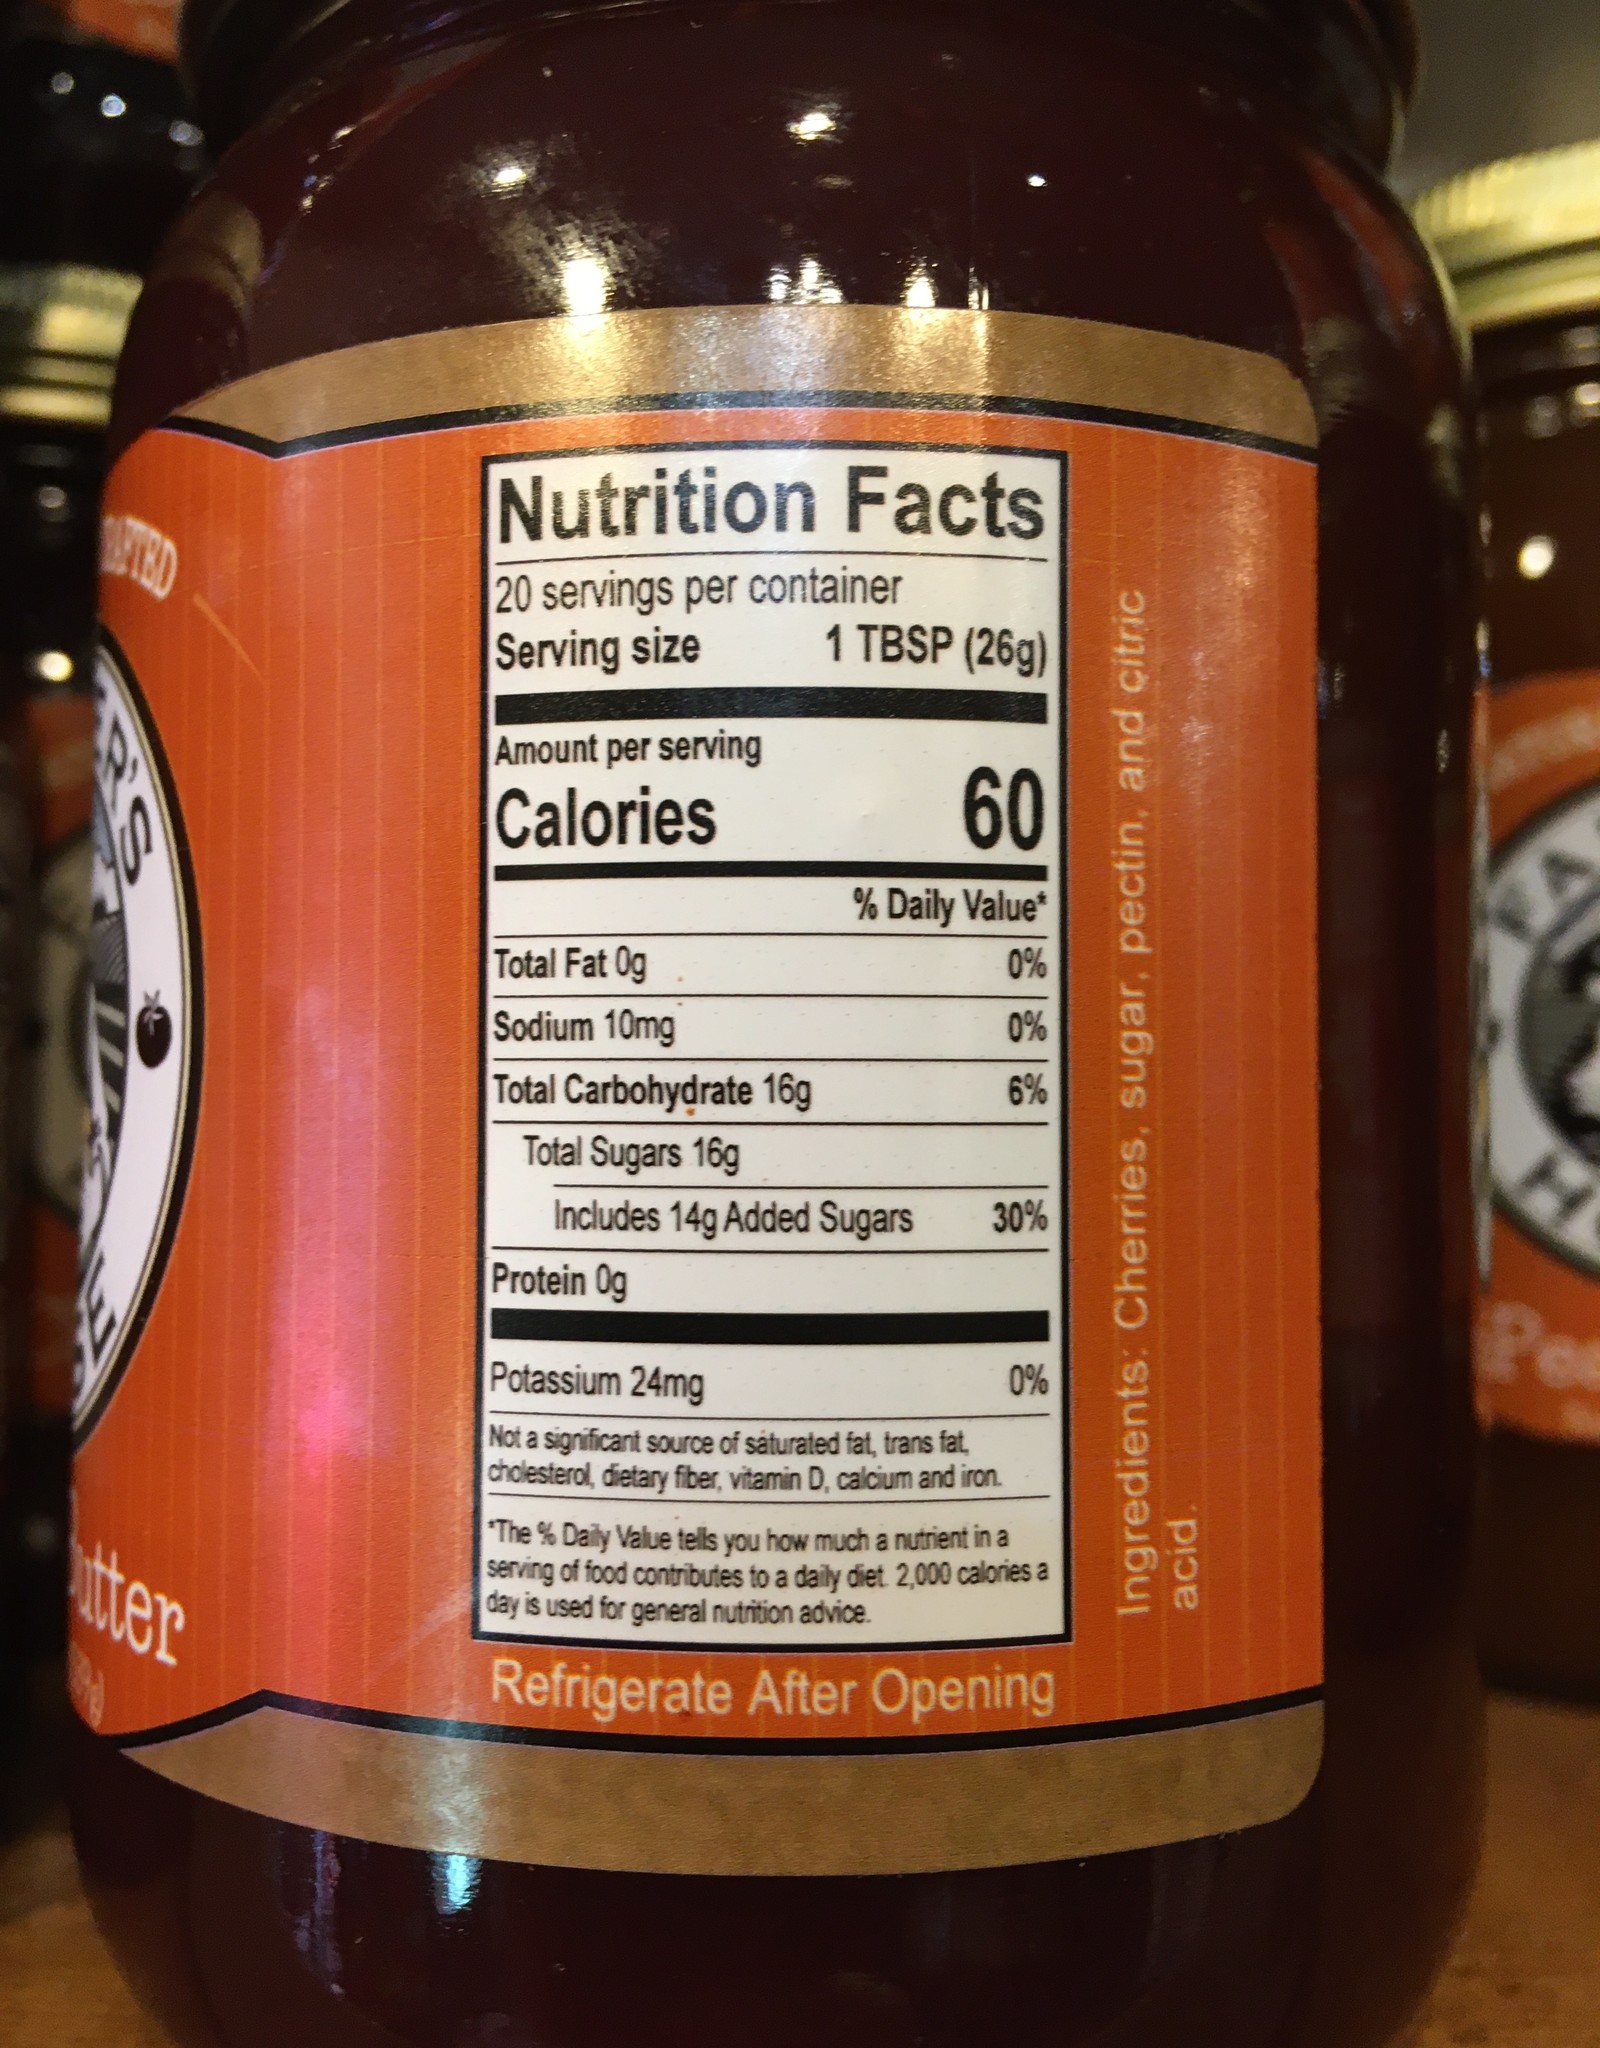 Nutrition Facts
20 servings per container
Serving size 1 TBSP (26g)
Amount per serving
Calories 60
% Daily Value*
Total Fat 0g 0%
Sodium 10mg 0%
Total Carbohydrate 16g 6%
Total Sugars 16g
Includes 14g Added Sugars 30%
Protein 0g
Potassium 24mg 0%
Not a significant source of saturated fat, trans fat,
cholesterol, dietary fiber, vitamin D, calcium and iron.
*The % Daily Value tells you how much a nutrient in a
serving of food contributes to a daily diet. 2,000 calories a
day is used for general nutrition advice.
Refrigerate After Opening
Ingredients: Cherries, sugar, pectin, and citric
acid.